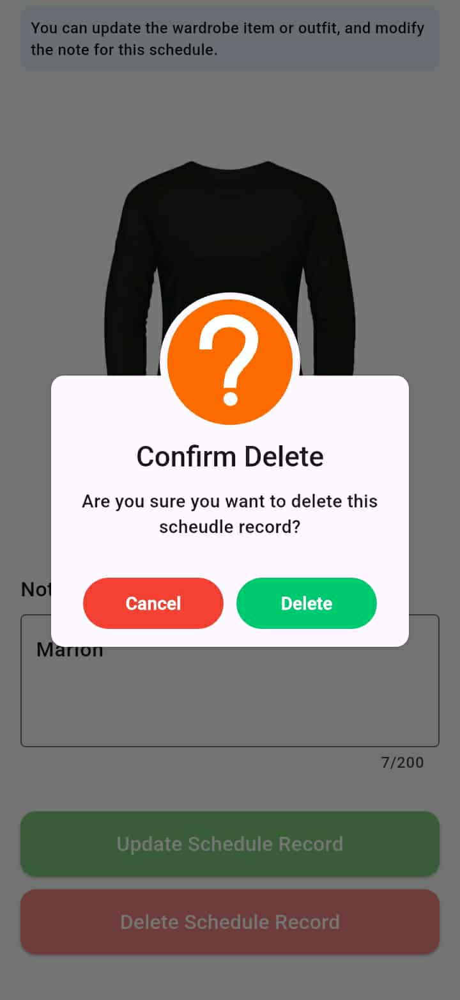 You can update the wardrobe item or outfit, and modify
the note for this schedule.
?
Confirm Delete
Are you sure you want to delete this
scheudle record?
Not
Cancel
Delete
7/200
Update Schedule Record
Delete Schedule Record